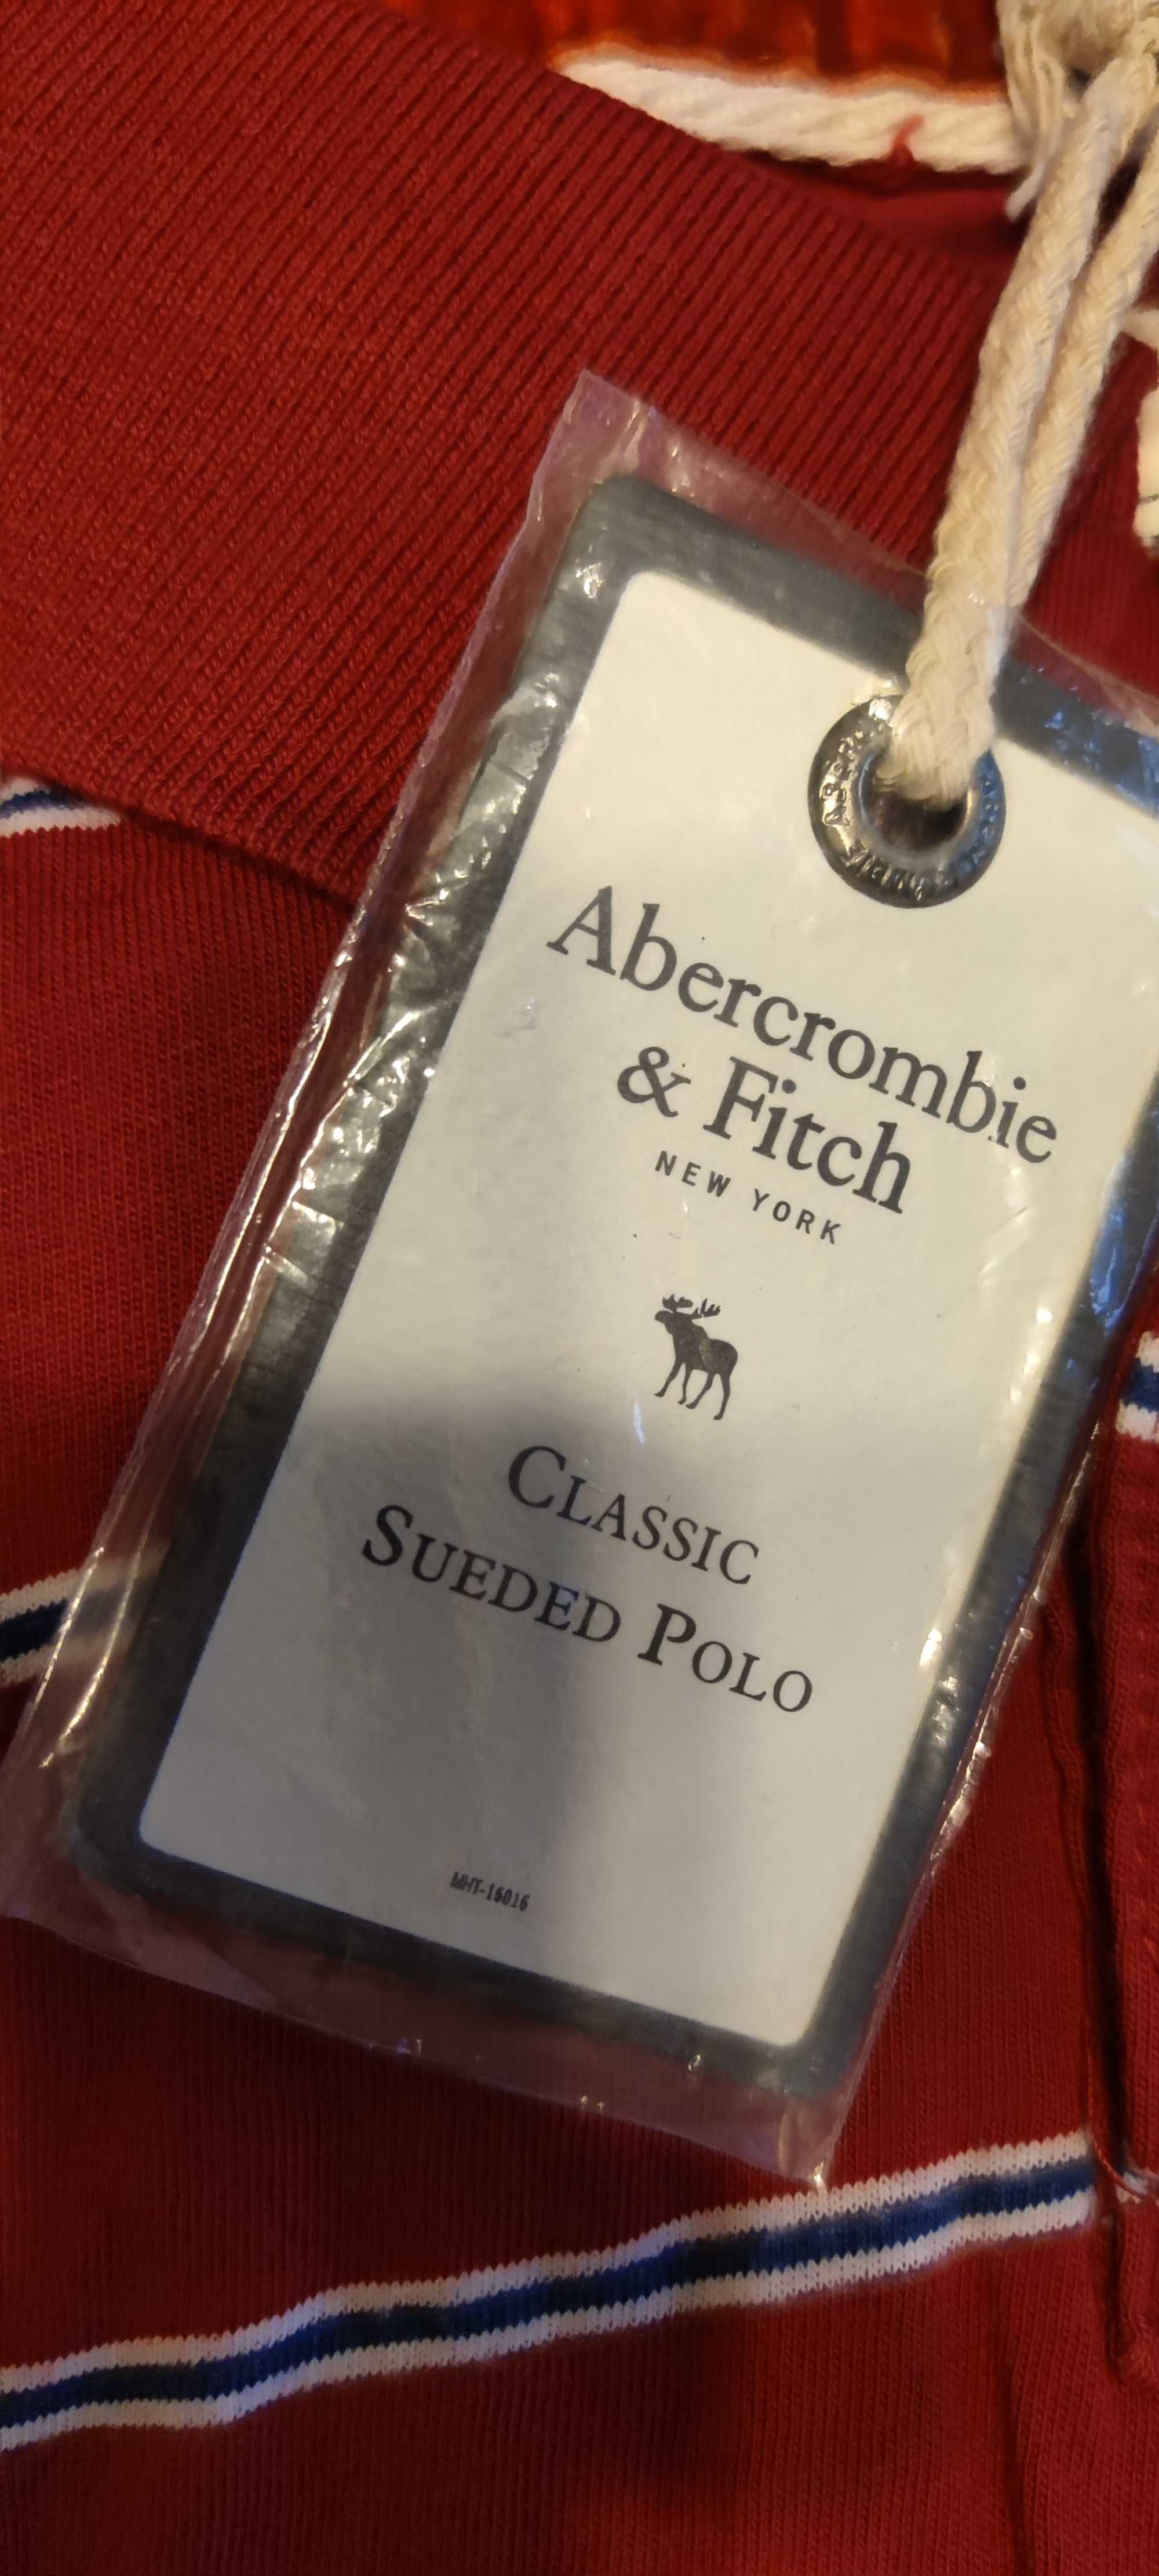 Abercrombie
& Fitch
NEW YORK
CLASSIC
SUEDED POLO
MHT-16016